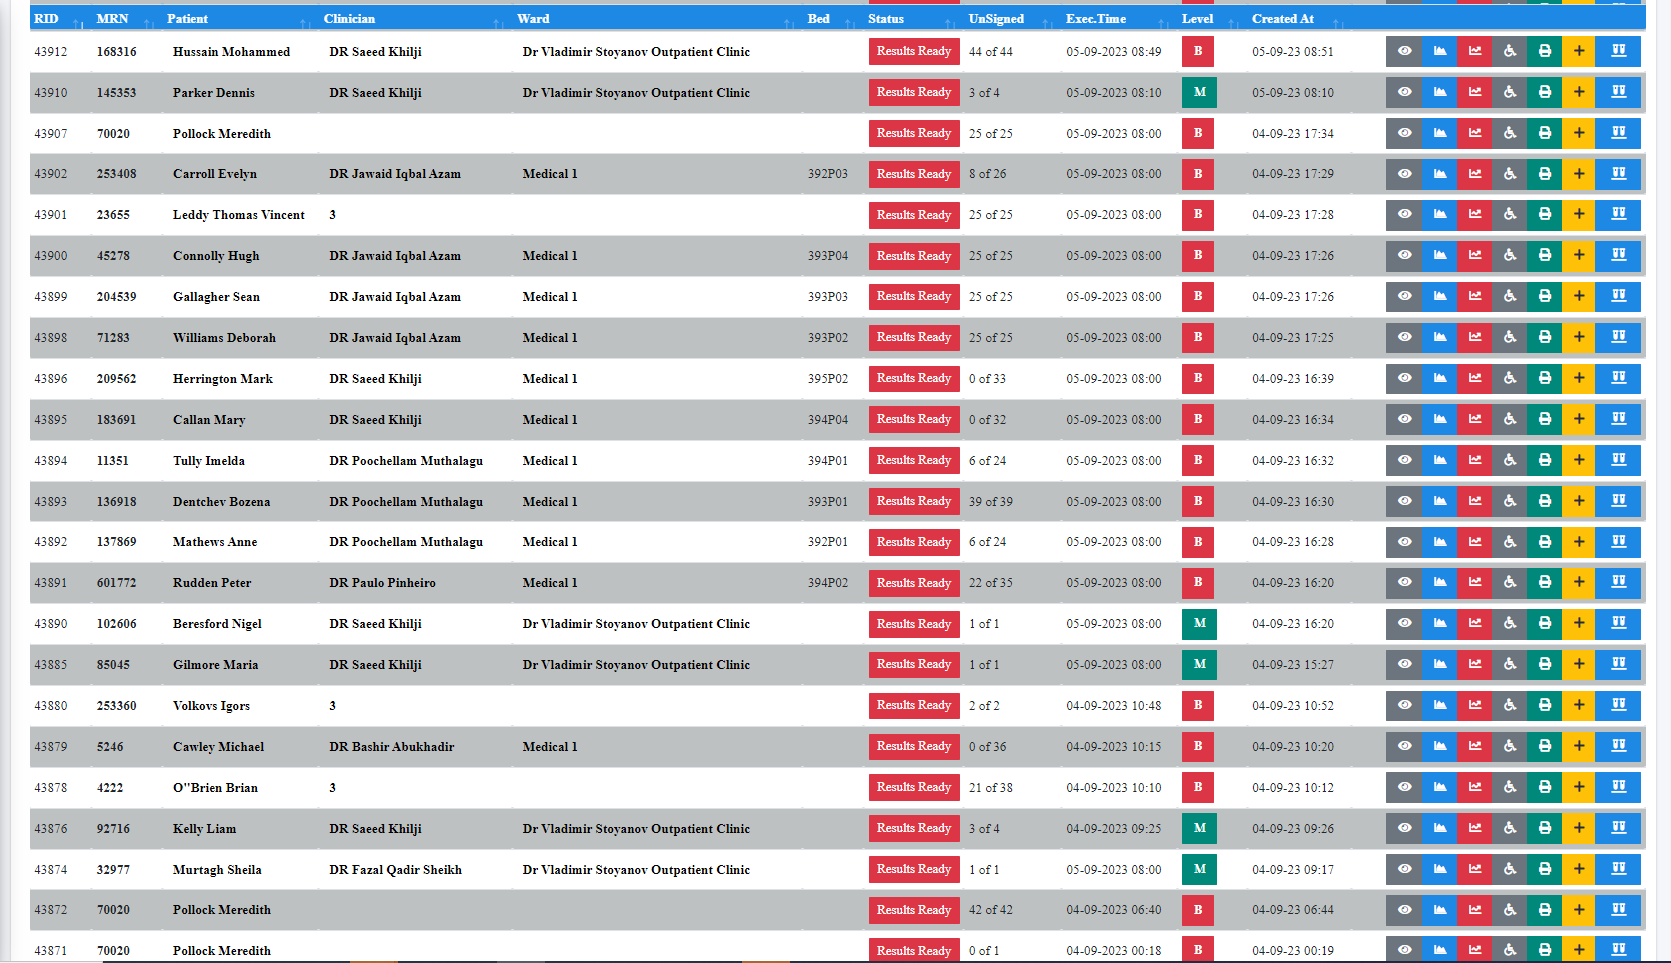 RID MRN Patient Clinician Ward Bed Status UnSigned Exec.Time Level Created At
43912 168316 Hussain Mohammed DR Saeed Khilji Dr Vladimir Stoyanov Outpatient Clinic Results Ready 44 of 44 05-09-2023 08:49 B 05-09-23 08:51
43910 145353 Parker Dennis DR Saeed Khilji Dr Vladimir Stoyanov Outpatient Clinic Results Ready 3 of 4 05-09-2023 08:10 M 05-09-23 08:10
43907 70020 Pollock Meredith Results Ready 25 of 25 05-09-2023 08:00 B 04-09-23 17:34
43902 253408 Carroll Evelyn DR Jawaid Iqbal Azam Medical 1 392P03 Results Ready 8 of 26 05-09-2023 08:00 B 04-09-23 17:29
43901 23655 Leddy Thomas Vincent 3 Results Ready 25 of 25 05-09-2023 08:00 B 04-09-23 17:28
43900 45278 Connolly Hugh DR Jawaid Iqbal Azam Medical 1 393P04 Results Ready 25 of 25 05-09-2023 08:00 B 04-09-23 17:26
43899 204539 Gallagher Sean DR Jawaid Iqbal Azam Medical 1 393P03 Results Ready 25 of 25 05-09-2023 08:00 B 04-09-23 17:26
43898 71283 Williams Deborah DR Jawaid Iqbal Azam Medical 1 393P02 Results Ready 25 of 25 05-09-2023 08:00 B 04-09-23 17:25
43896 209562 Herrington Mark DR Saeed Khilji Medical 1 395P02 Results Ready 0 of 33 05-09-2023 08:00 B 04-09-23 16:39
43895 183691 Callan Mary DR Saeed Khilji Medical 1 394P04 Results Ready 0 of 32 05-09-2023 08:00 B 04-09-23 16:34
43894 11351 Tully Imelda DR Poochellam Muthalagu Medical 1 394P01 Results Ready 6 of 24 05-09-2023 08:00 B 04-09-23 16:32
43893 136918 Dentchev Bozena DR Poochellam Muthalagu Medical 1 393P01 Results Ready 39 of 39 05-09-2023 08:00 B 04-09-23 16:30
43892 137869 Mathews Anne DR Poochellam Muthalagu Medical 1 392P01 Results Ready 6 of 24 05-09-2023 08:00 B 04-09-23 16:28
43891 601772 Rudden Peter DR Paulo Pinheiro Medical 1 394P02 Results Ready 22 of 35 05-09-2023 08:00 B 04-09-23 16:20
43890 102606 Beresford Nigel DR Saeed Khilji Dr Vladimir Stoyanov Outpatient Clinic Results Ready 1 of 1 05-09-2023 08:00 M 04-09-23 16:20
43885 85045 Gilmore Maria DR Saeed Khilji Dr Vladimir Stoyanov Outpatient Clinic Results Ready 1 of 1 05-09-2023 08:00 M 04-09-23 15:27
43880 253360 Volkovs Igors 3 Results Ready 2 of 2 04-09-2023 10:48 B 04-09-23 10:52
43879 5246 Cawley Michael DR Bashir Abukhadir Medical 1 Results Ready 0 of 36 04-09-2023 10:15 B 04-09-23 10:20
43878 4222 O"Brien Brian 3 Results Ready 21 of 38 04-09-2023 10:10 B 04-09-23 10:12
43876 92716 Kelly Liam DR Saeed Khilji Dr Vladimir Stoyanov Outpatient Clinic Results Ready 3 of 4 04-09-2023 09:25 M 04-09-23 09:26
43874 32977 Murtagh Sheila DR Fazal Qadir Sheikh Dr Vladimir Stoyanov Outpatient Clinic Results Ready 1 of 1 05-09-2023 08:00 M 04-09-23 09:17
43872 70020 Pollock Meredith Results Ready 42 of 42 04-09-2023 06:40 B 04-09-23 06:44
43871 70020 Pollock Meredith Results Ready 0 of 1 04-09-2023 00:18 B 04-09-23 00:19